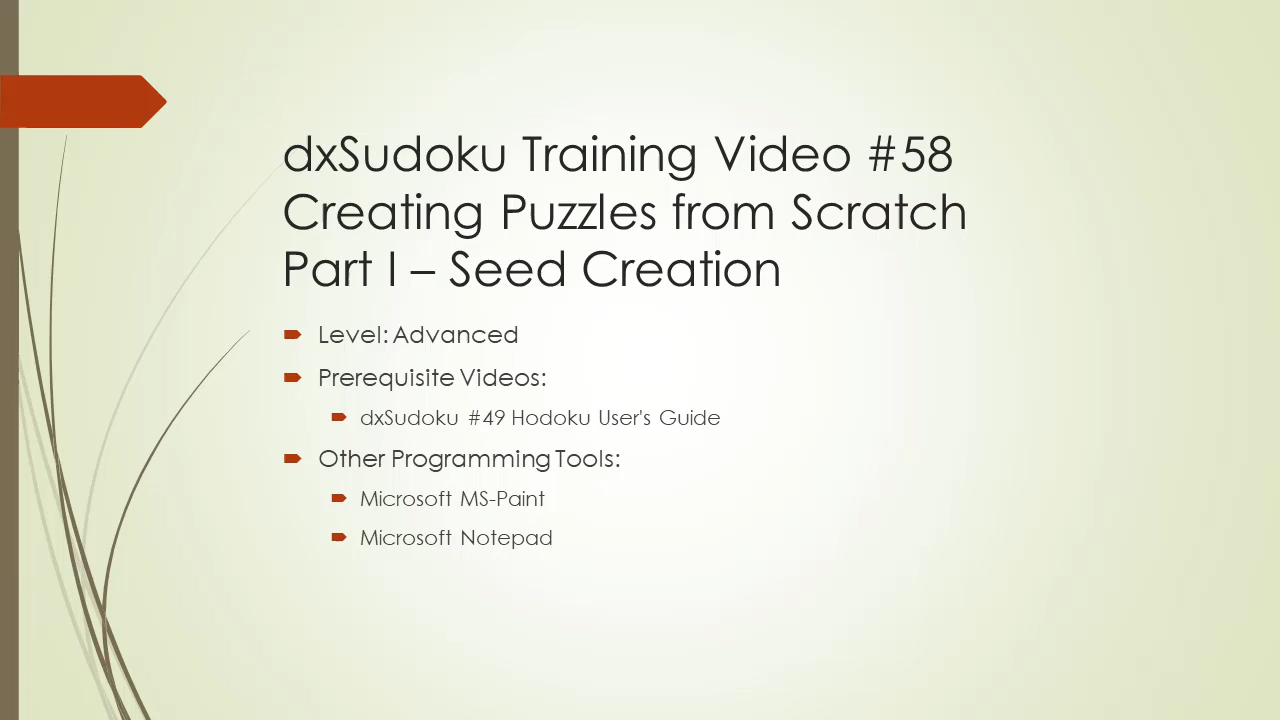 dxSudoku Training Video #58
Creating Puzzles from Scratch
Part I – Seed Creation
Level: Advanced
Prerequisite Videos:
dxSudoku #49 Hodoku User's Guide
Other Programming Tools:
Microsoft MS-Paint
Microsoft Notepad